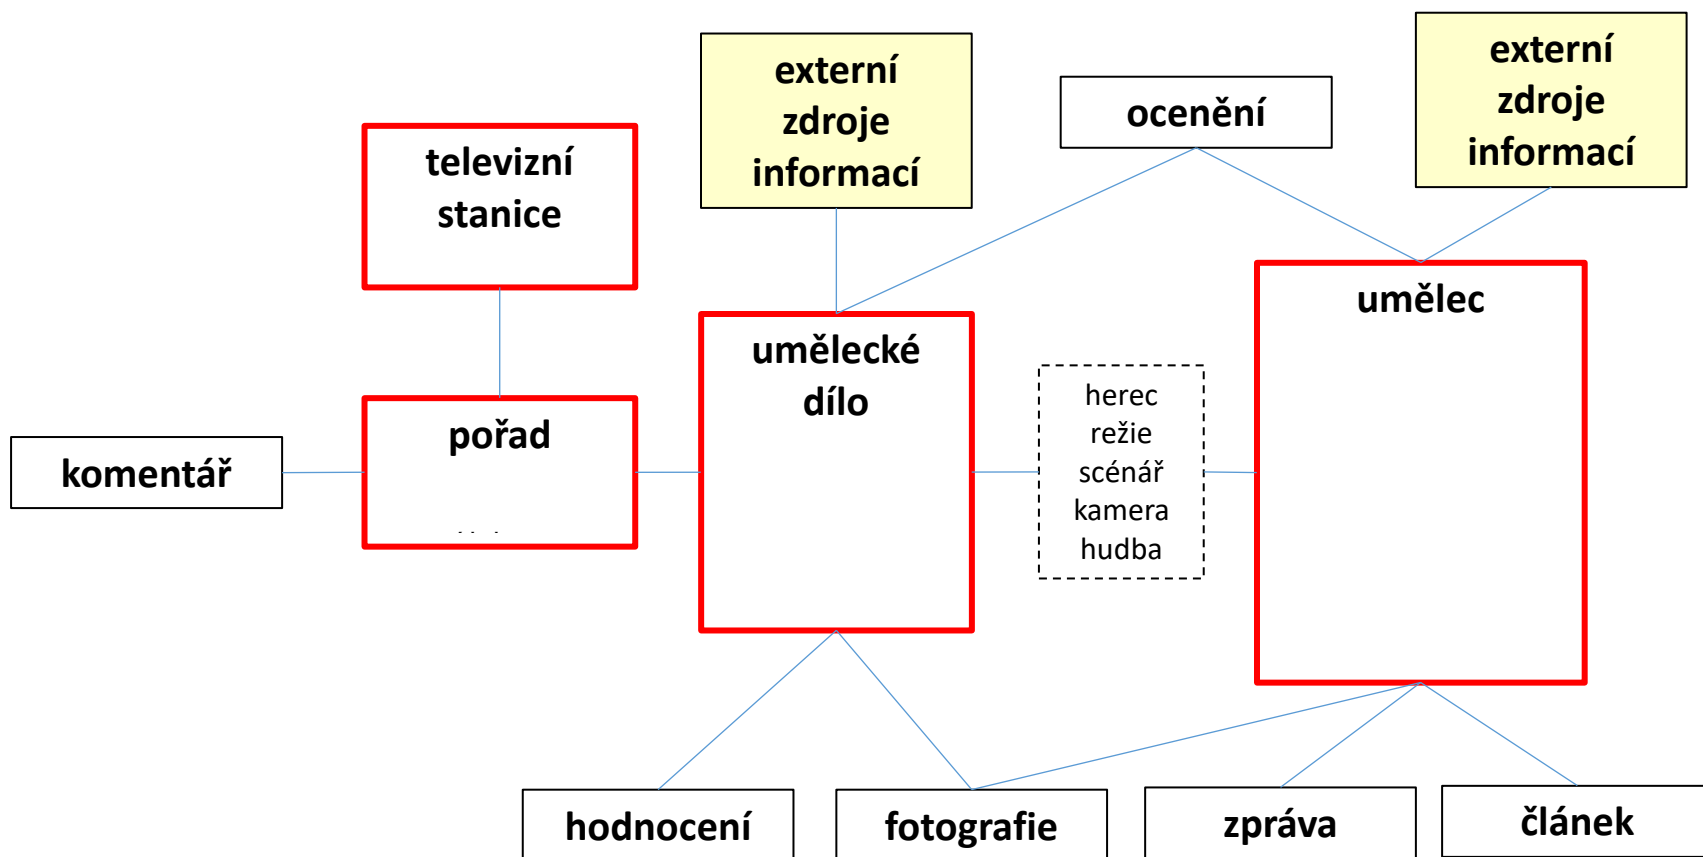 externí
zdroje
informací
externí
zdroje
informací
ocenění
televizní
stanice
umělec
umělecké
dílo
herec
režie
scénář
kamera
hudba
pořad
komentář
hodnocení
fotografie
zpráva
článek